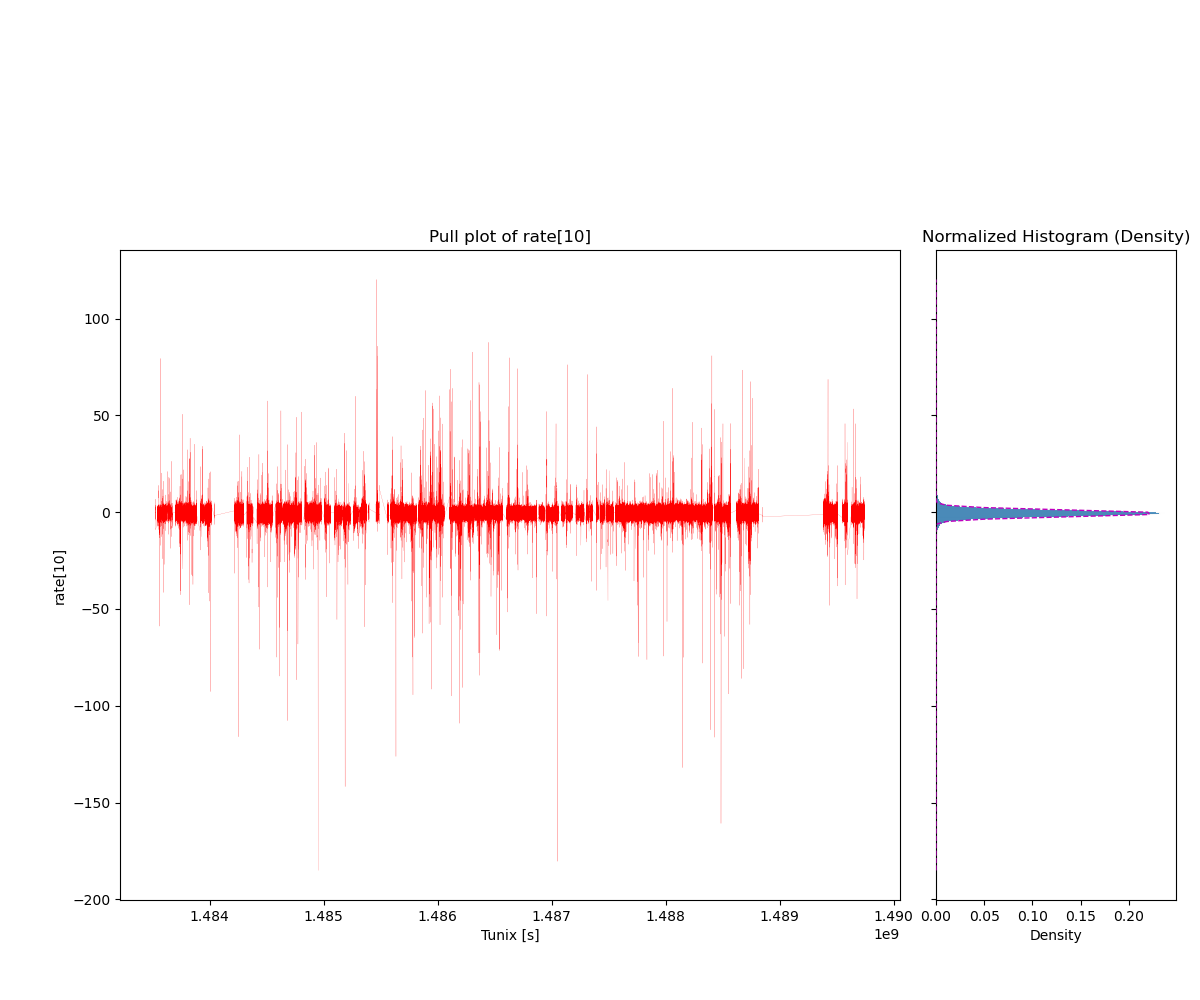 Pull plot of rate[10]
Normalized Histogram (Density)
rate[10]
100
50
0
−50
−100
−150
−200
1.484 1.485 1.486 1.487 1.488 1.489 1.490
1e9
Tunix [s]
0.00 0.05 0.10 0.15 0.20
Density